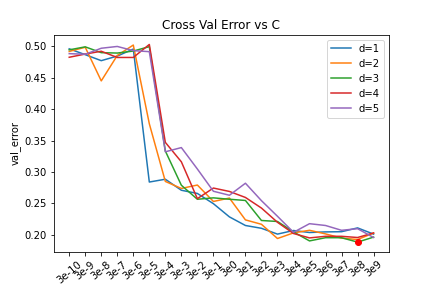 Cross Val Error vs C
d=1
d=2
d=3
d=4
d=5
val_error
0.50
0.45
0.40
0.35
0.30
0.25
0.20
3e-10
3e-9
3e-8
3e-7
3e-6
3e-5
3e-4
3e-3
3e-2
3e-1
3e0
3e1
3e2
3e3
3e4
3e5
3e6
3e7
3e8
3e9